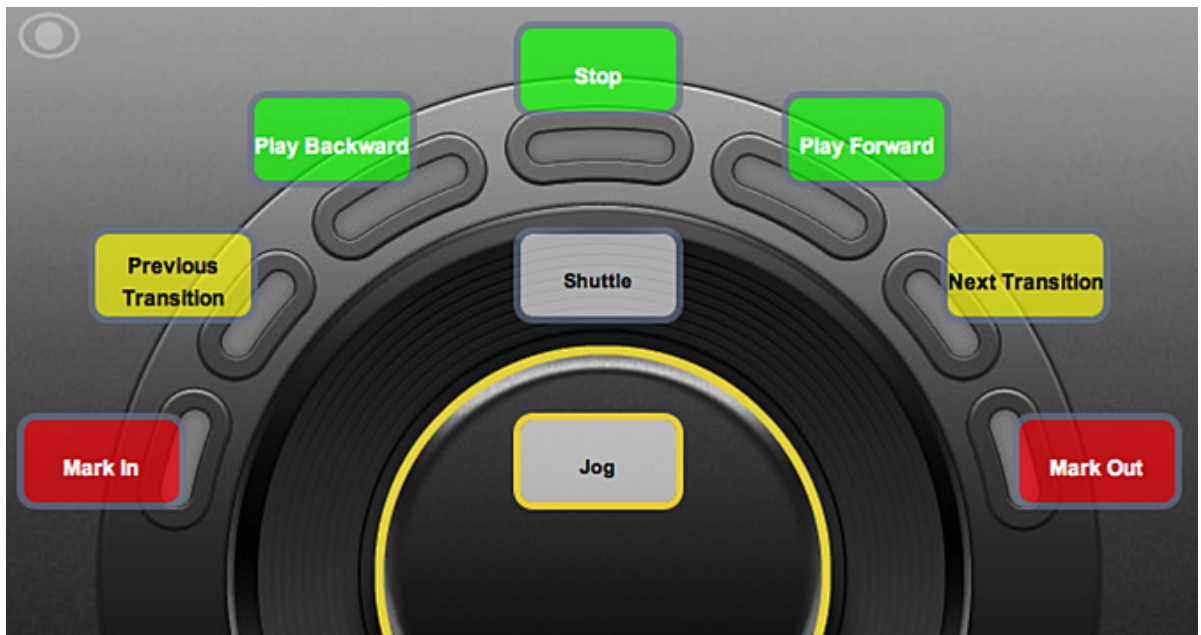 Stop
Play Backward
Play Forward
Previous
Transition
Shuttle
Next Transition
Mark In
Jog
Mark Out